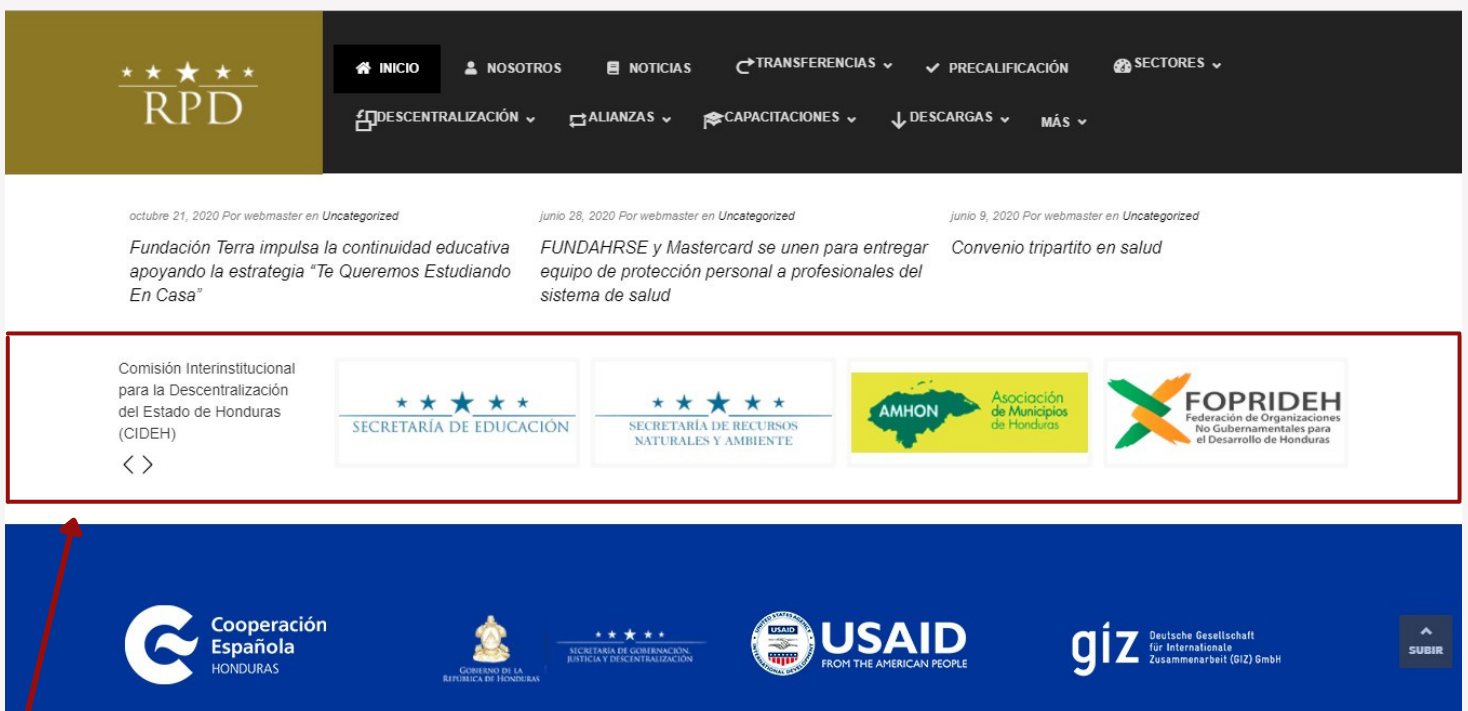 RPD
INICIO
NOSOTROS
NOTICIAS
TRANSFERENCIAS
PRECALIFICACIÓN
SECTORES
DESCENTRALIZACIÓN
ALIANZAS
CAPACITACIONES
DESCARGAS
MÁS
octubre 21, 2020 Por webmaster en Uncategorized
Fundación Terra impulsa la continuidad educativa
apoyando la estrategia “Te Queremos Estudiando
En Casa”
junio 28, 2020 Por webmaster en Uncategorized
FUNDAHRSE y Mastercard se unen para entregar
equipo de protección personal a profesionales del
sistema de salud
junio 9, 2020 Por webmaster en Uncategorized
Convenio tripartito en salud
Comisión Interinstitucional
para la Descentralización
del Estado de Honduras
(CIDEH)
SECRETARÍA DE EDUCACIÓN
SECRETARÍA DE RECURSOS
NATURALES Y AMBIENTE
AMHON
Asociación
de Municipios
de Honduras
FOPRIDEH
Federación de Organizaciones
No Gubernamentales para
el Desarrollo de Honduras
Cooperación
Española
HONDURAS
GOBIERNO DE LA
REPÚBLICA DE HONDURAS
SECRETARÍA DE GOBERNACIÓN,
JUSTICIA Y DESCENTRALIZACIÓN
UNITED STATES AGENCY
USAID
INTERNATIONAL DEVELOPMENT
USAID
FROM THE AMERICAN PEOPLE
giz
Deutsche Gesellschaft
für Internationale
Zusammenarbeit (GIZ) GmbH
SUBIR